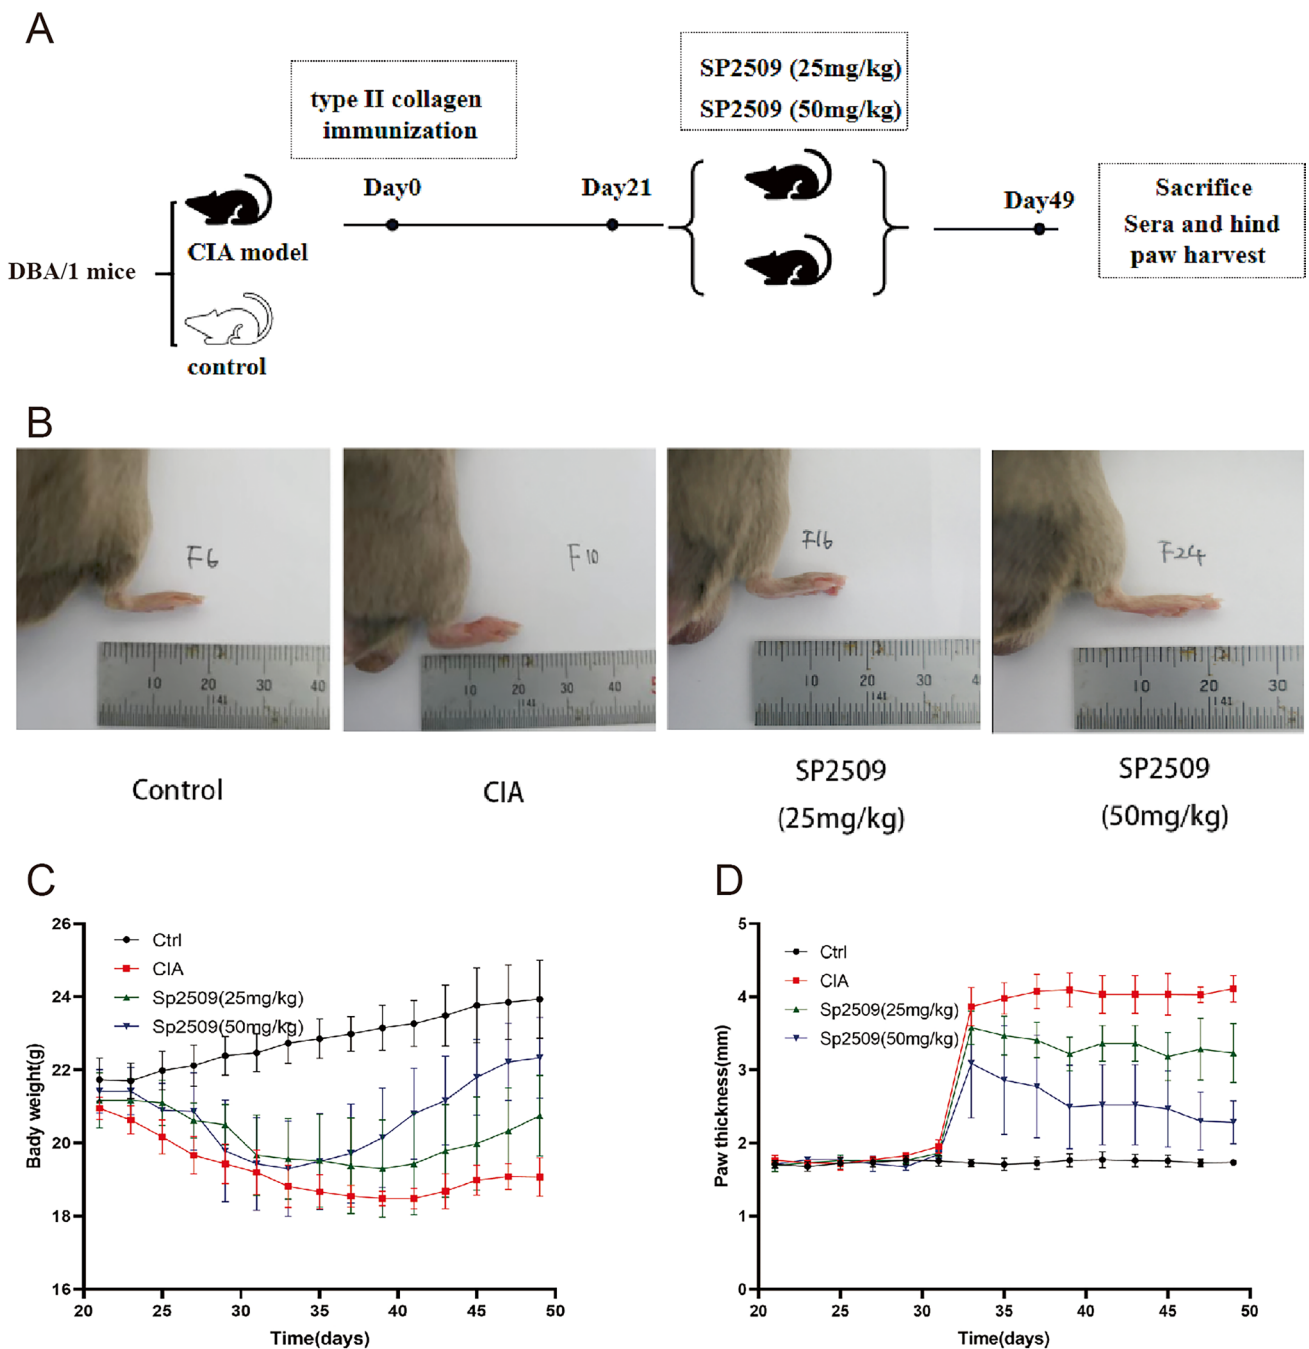 A
type II collagen
immunization
SP2509 (25mg/kg)
SP2509 (50mg/kg)
Day0
Day21
Day49
Sacrifice
Sera and hind
paw harvest
DBA/1 mice
CIA model
control
B
F6
10 20 30 40
141
F10
10 20 30
141
F16
10 20 30
141
F24
10 20 30
141
Control
CIA
SP2509
(25mg/kg)
SP2509
(50mg/kg)
C
Ctrl
CIA
Sp2509(25mg/kg)
Sp2509(50mg/kg)
26
24
22
20
18
16
Bady weight(g)
20 25 30 35 40 45 50
Time(days)
D
Ctrl
CIA
Sp2509(25mg/kg)
Sp2509(50mg/kg)
5
4
3
2
1
0
Paw thickness(mm)
20 25 30 35 40 45 50
Time(days)